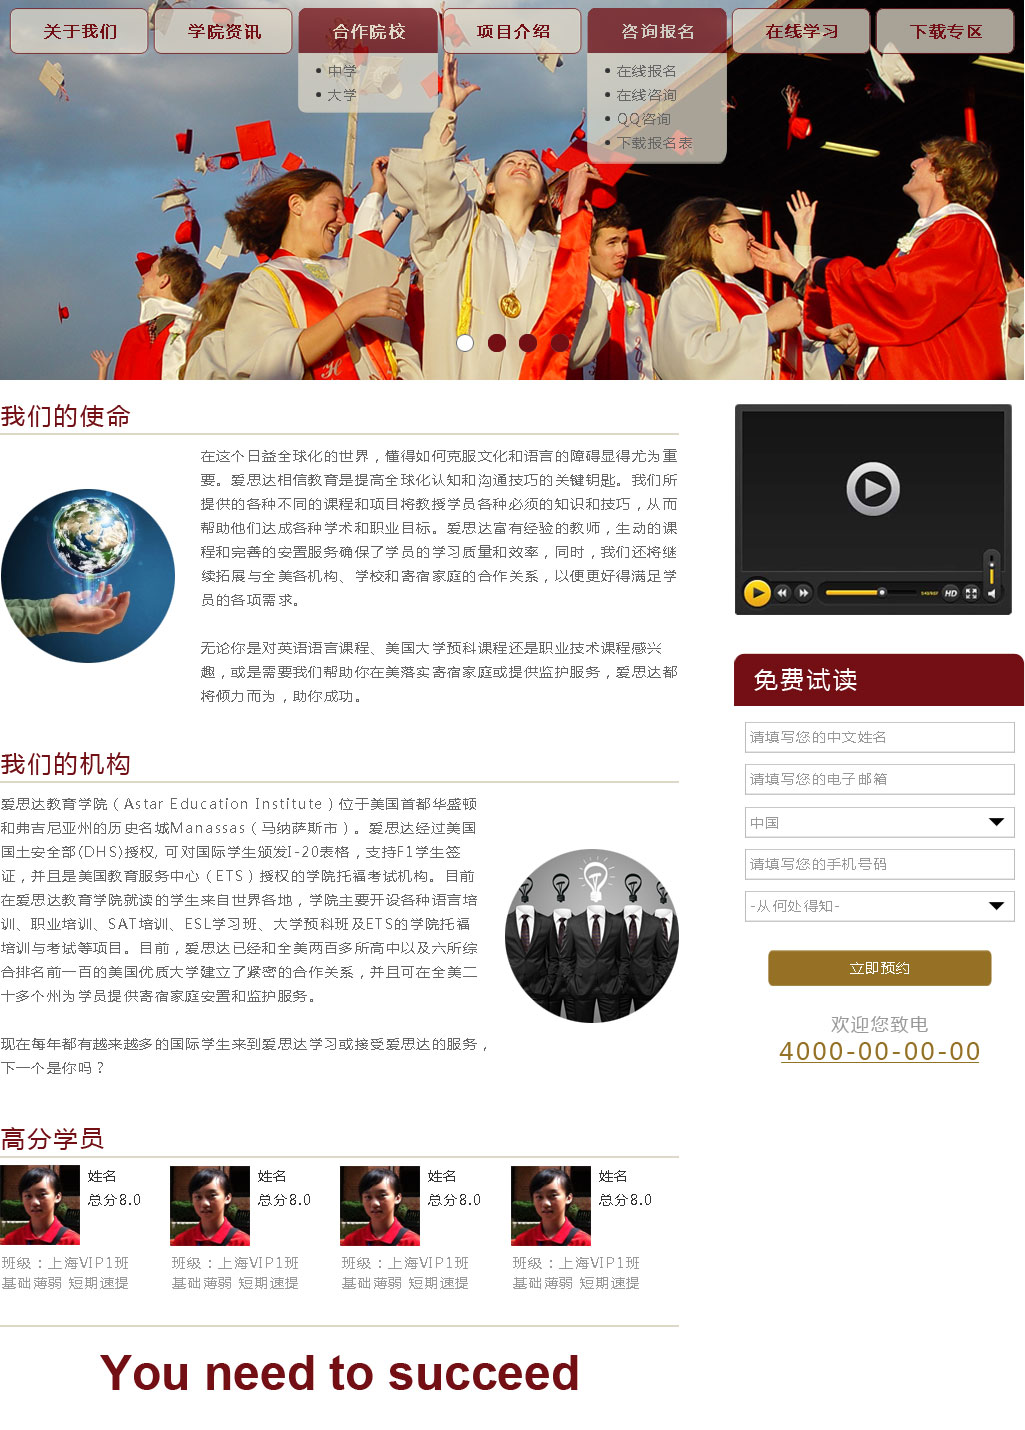 关于我们
学院资讯
合作院校
项目介绍
咨询报名
在线学习
下载专区
中学
大学
在线报名
在线咨询
QQ咨询
下载报名表
我们的使命
在这个日益全球化的世界，懂得如何克服文化和语言的障碍显得尤为重
要。爱思达相信教育是提高全球化认知和沟通技巧的关键钥匙。我们所
提供的各种不同的课程和项目将教授学员各种必须的知识和技巧，从而
帮助他们达成各种学术和职业目标。爱思达富有经验的教师，生动的课
程和完善的安置服务确保了学员的学习质量和效率，同时，我们还将继
续拓展与全美各机构、学校和寄宿家庭的合作关系，以便更好得满足学
员的各项需求。
无论你是对英语语言课程、美国大学预科课程还是职业技术课程感兴
趣，或是需要我们帮助你在美落实寄宿家庭或提供监护服务，爱思达都
将倾力而为，助你成功。
我们的机构
爱思达教育学院（Astar Education Institute）位于美国首都华盛顿
和弗吉尼亚州的历史名城Manassas（马纳萨斯市）。爱思达经过美国
国土安全部(DHS)授权, 可对国际学生颁发I-20表格，支持F1学生签
证，并且是美国教育服务中心（ETS）授权的学院托福考试机构。目前
在爱思达教育学院就读的学生来自世界各地，学院主要开设各种语言培
训、职业培训、SAT培训、ESL学习班、大学预科班及ETS的学院托福
培训与考试等项目。目前，爱思达已经和全美两百多所高中以及六所综
合排名前一百的美国优质大学建立了紧密的合作关系，并且可在全美二
十多个州为学员提供寄宿家庭安置和监护服务。
现在每年都有越来越多的国际学生来到爱思达学习或接受爱思达的服务，
下一个是你吗？
高分学员
姓名
总分8.0
班级：上海VIP1班
基础薄弱 短期速提
姓名
总分8.0
班级：上海VIP1班
基础薄弱 短期速提
姓名
总分8.0
班级：上海VIP1班
基础薄弱 短期速提
姓名
总分8.0
班级：上海VIP1班
基础薄弱 短期速提
You need to succeed
HD
免费试读
请填写您的中文姓名
请填写您的电子邮箱
中国
请填写您的手机号码
-从何处得知-
立即预约
欢迎您致电
4000-00-00-00